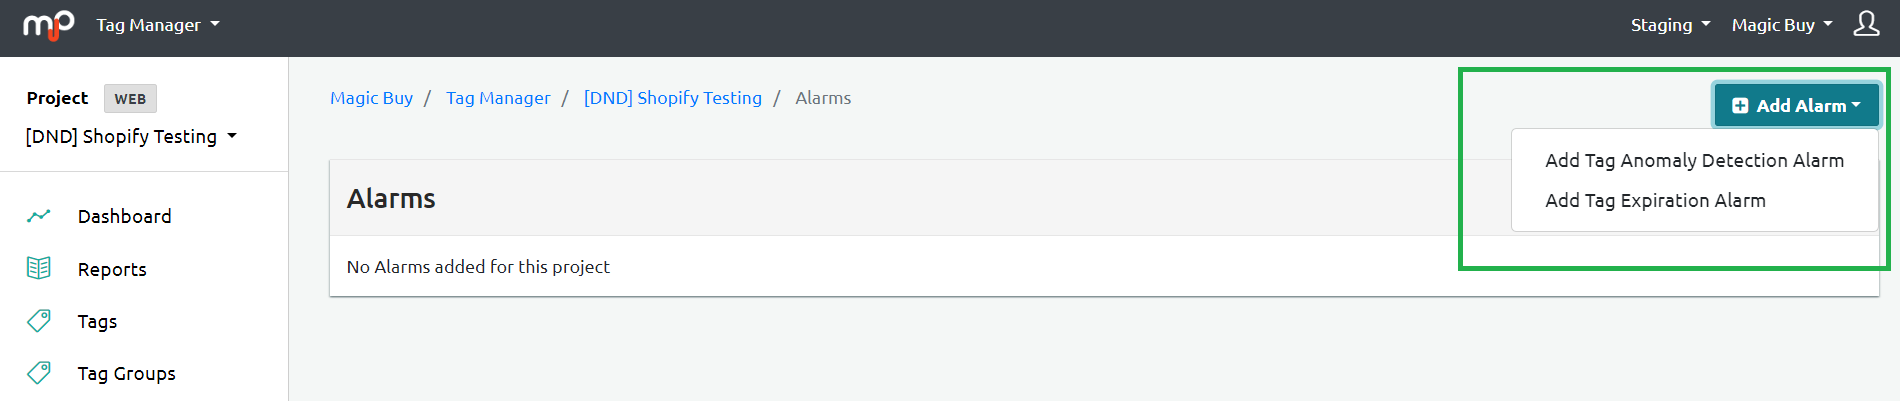 mp Tag Manager Staging Magic Buy
Project WEB
[DND] Shopify Testing
Dashboard
Reports
Tags
Tag Groups
Magic Buy / Tag Manager / [DND] Shopify Testing / Alarms
Add Alarm
Add Tag Anomaly Detection Alarm
Add Tag Expiration Alarm
Alarms
No Alarms added for this project